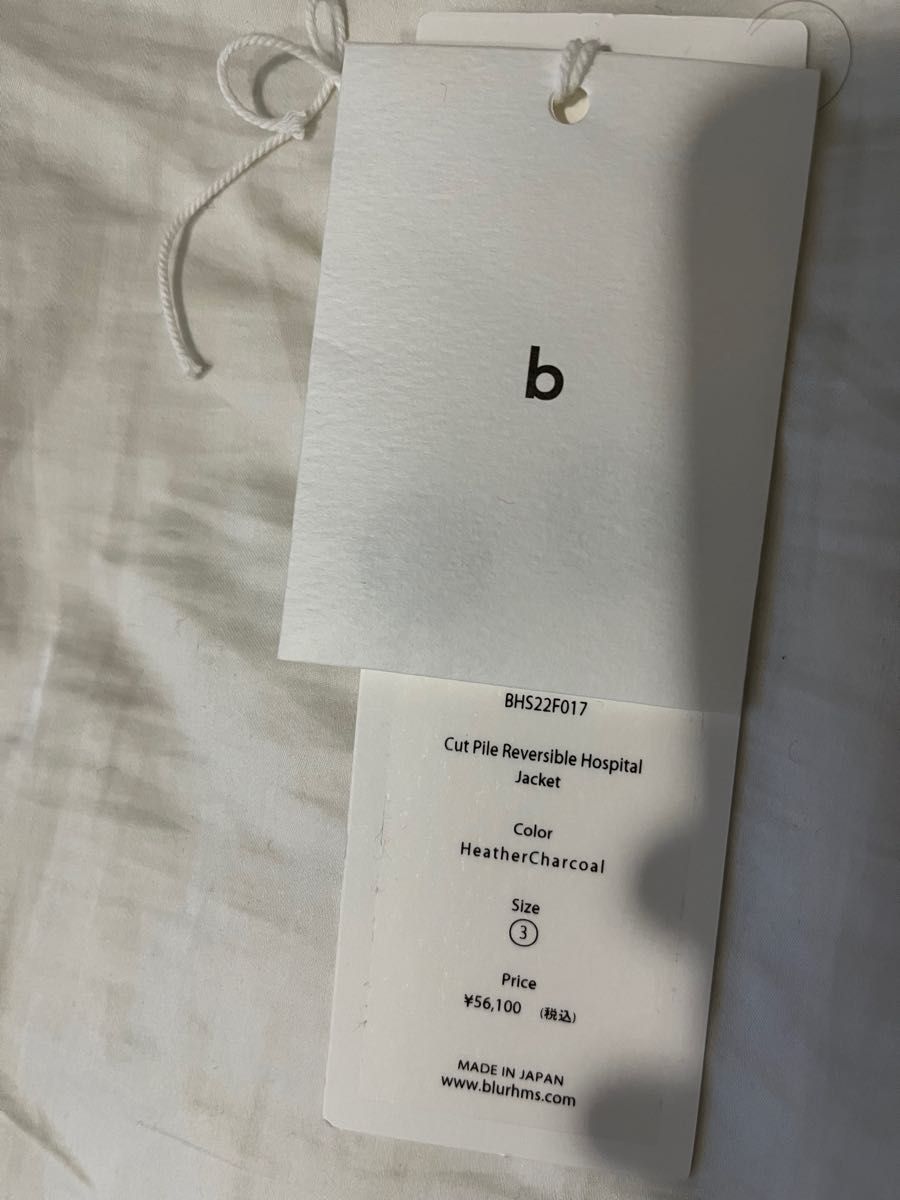 b
BHS22F017
Cut Pile Reversible Hospital
Jacket
Color
HeatherCharcoal
Size
3
Price
¥56,100 (税込)
MADE IN JAPAN
www.blurhms.com